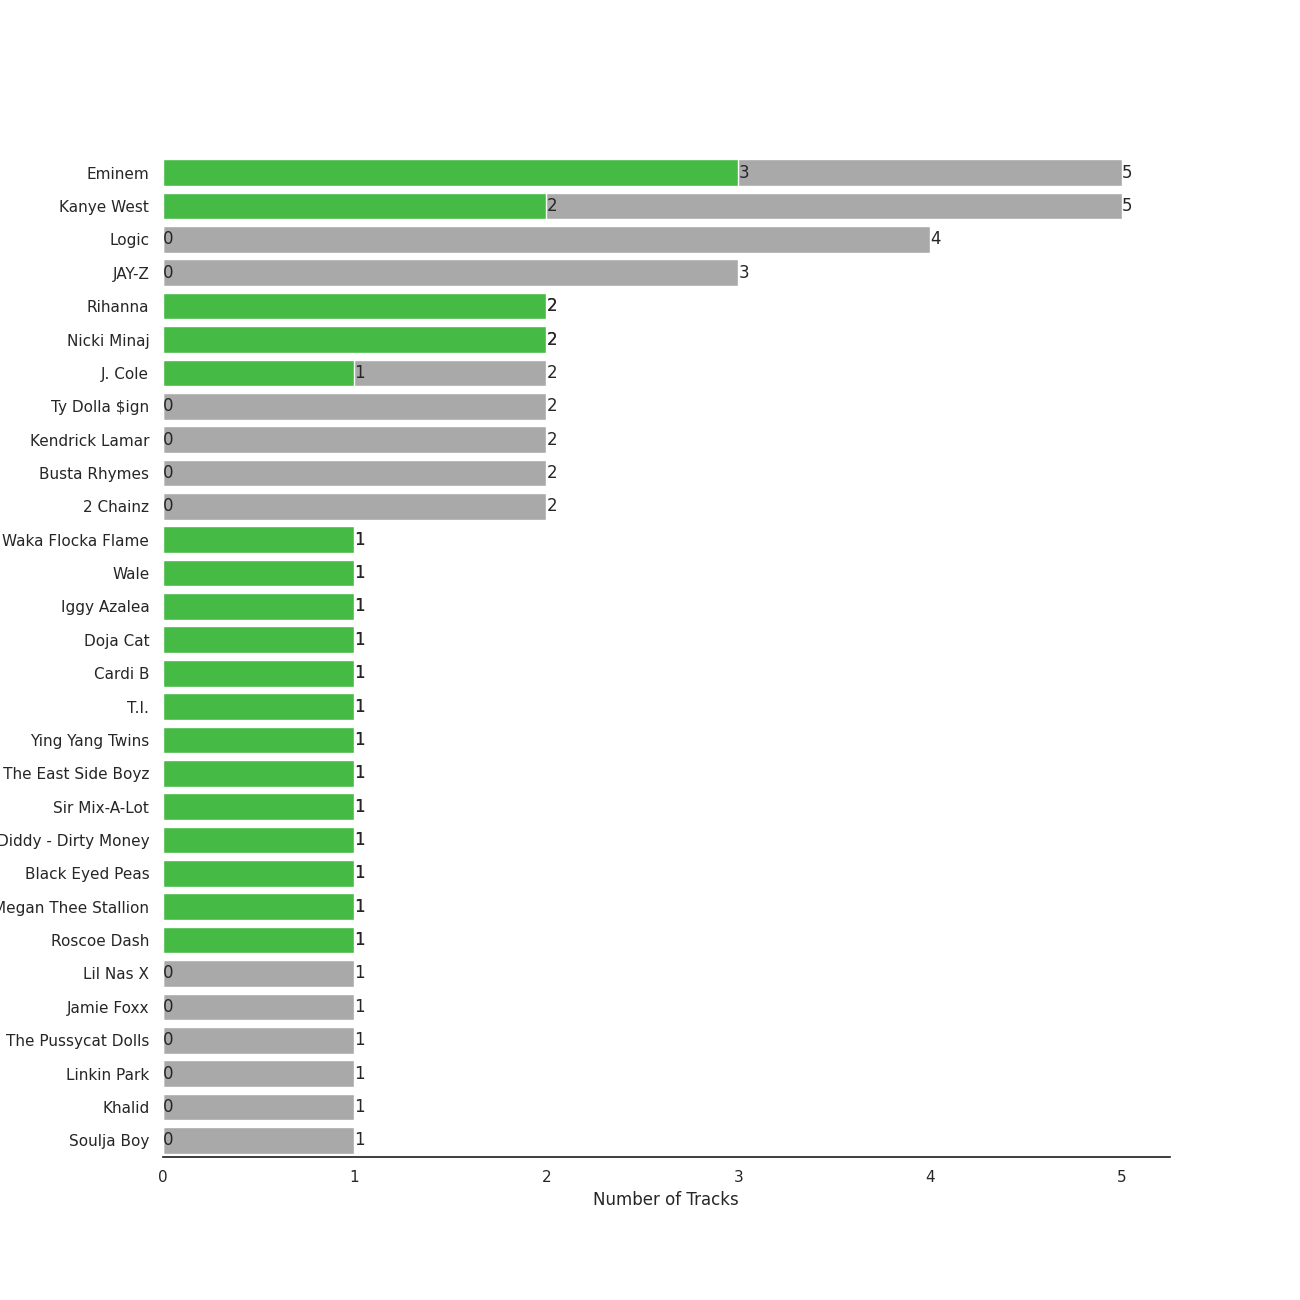 Eminem 3 5
Kanye West 2 5
Logic 0 4
JAY-Z 0 3
Rihanna 2
Nicki Minaj 2
J. Cole 1 2
Ty Dolla $ign 0 2
Kendrick Lamar 0 2
Busta Rhymes 0 2
2 Chainz 0 2
Waka Flocka Flame 1
Wale 1
Iggy Azalea 1
Doja Cat 1
Cardi B 1
T.I. 1
Ying Yang Twins 1
The East Side Boyz 1
Sir Mix-A-Lot 1
Diddy - Dirty Money 1
Black Eyed Peas 1
Megan Thee Stallion 1
Roscoe Dash 1
Lil Nas X 0 1
Jamie Foxx 0 1
The Pussycat Dolls 0 1
Linkin Park 0 1
Khalid 0 1
Soulja Boy 0 1
0 1 2 3 4 5
Number of Tracks